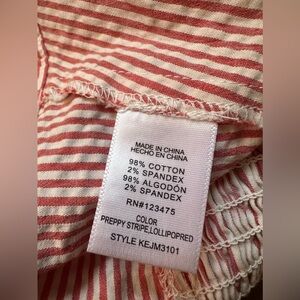 MADE IN CHINA
HECHO EN CHINA
98% COTTON
2% SPANDEX
98% ALGODÓN
2% SPANDEX
RN#123475
COLOR
PREPPY STRIPE,LOLLIPOPRED
STYLE KEJM3101